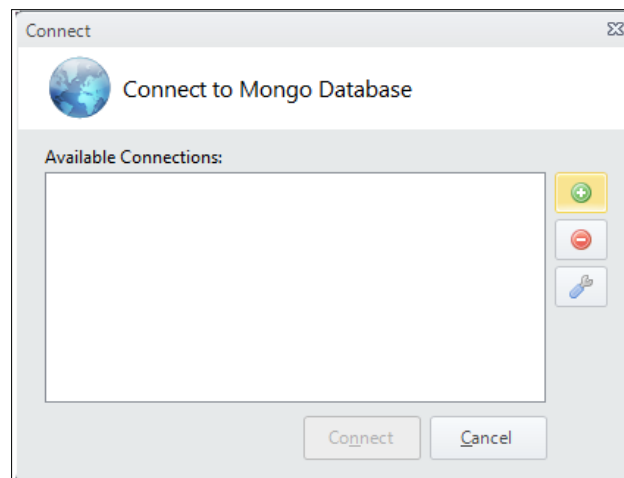 Connect
Connect to Mongo Database
Available Connections:
Connect
Cancel